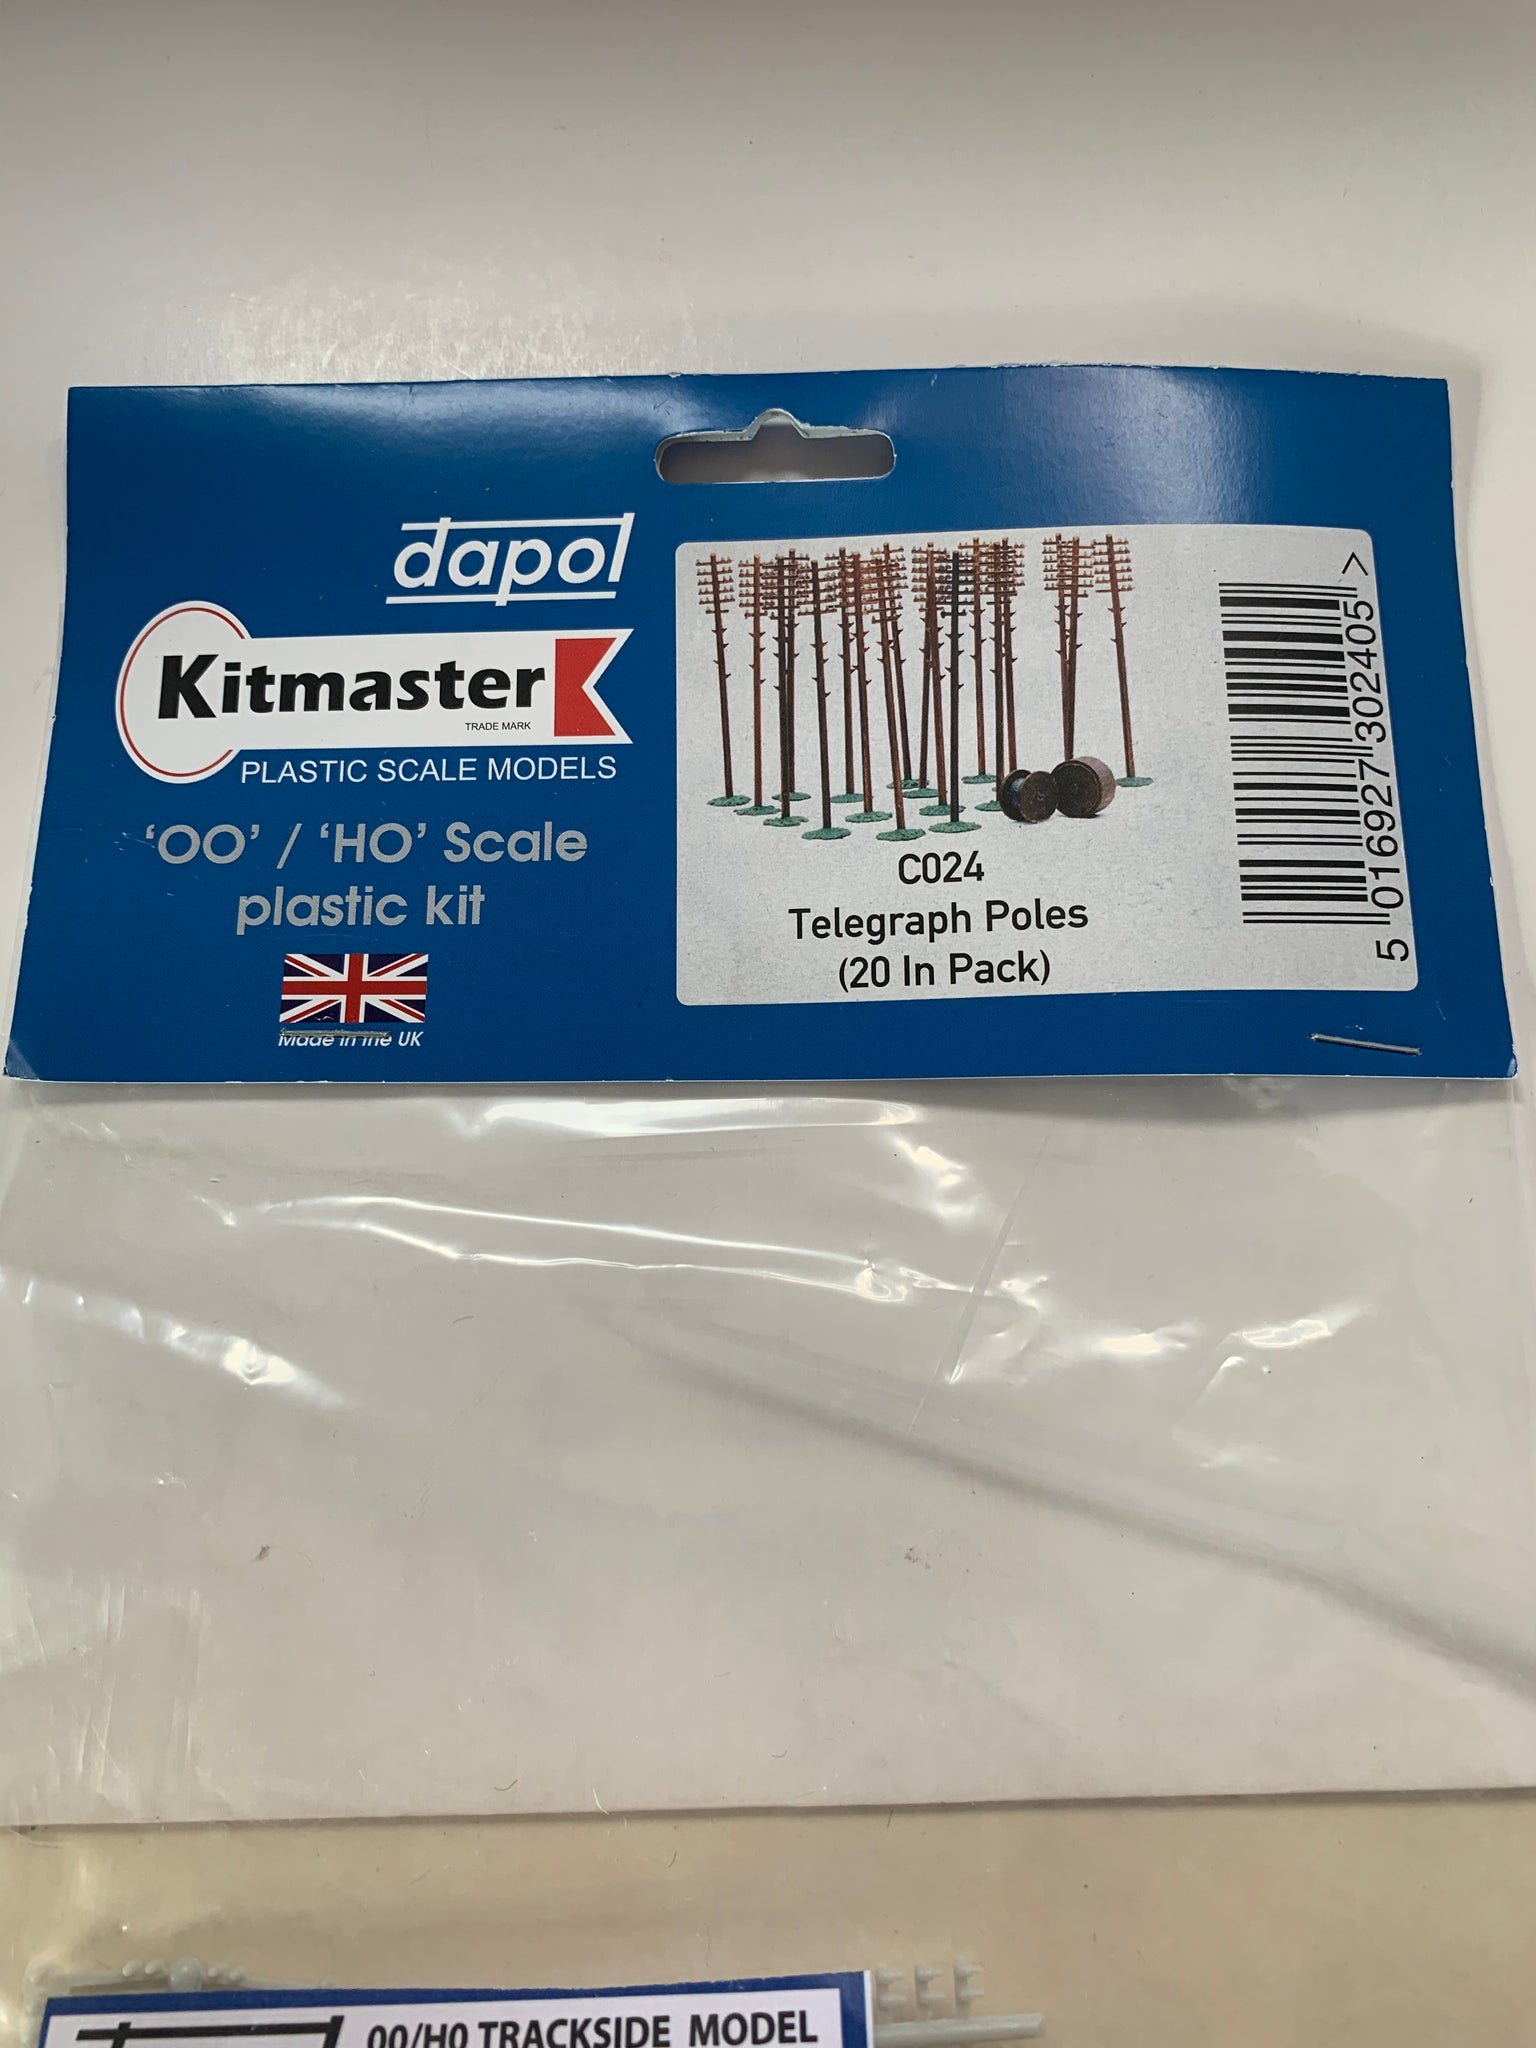 dapol
Kitmaster
TRADE MARK
PLASTIC SCALE MODELS
‘OO’ / ‘HO’ Scale
plastic kit
Made in the UK
C024
Telegraph Poles
(20 In Pack)
5 016927 302405 >
00/H0 TRACKSIDE MODEL